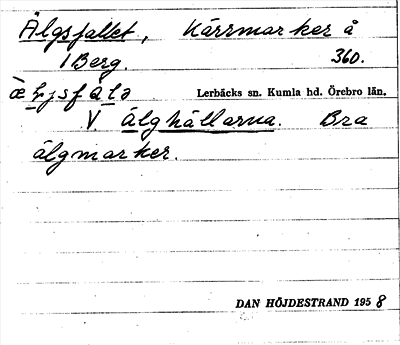 Älgsfallet, Kärrmarker å
1 Berg. 360.
Lerbäcks sn. Kumla hd. Örebro län.
V. älghällarna. Bra
älgmarker.
DAN HÖJDESTRAND 1958